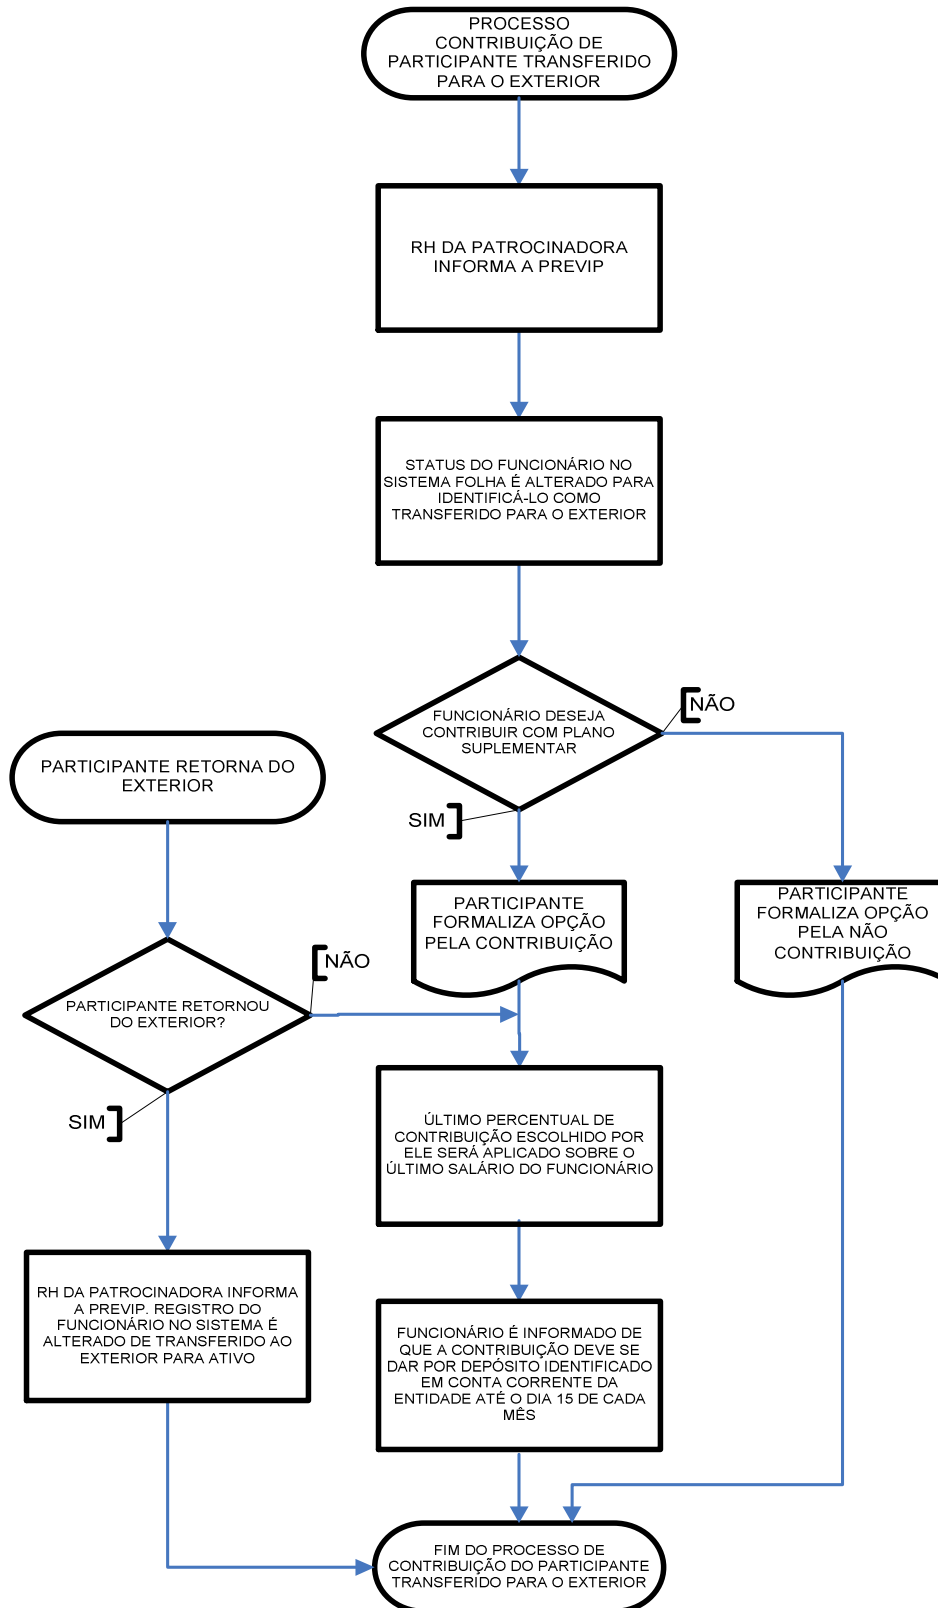 PROCESSO
CONTRIBUIÇÃO DE
PARTICIPANTE TRANSFERIDO
PARA O EXTERIOR
RH DA PATROCINADORA
INFORMA A PREVIP
STATUS DO FUNCIONÁRIO NO
SISTEMA FOLHA É ALTERADO PARA
IDENTIFICÁ-LO COMO
TRANSFERIDO PARA O EXTERIOR
FUNCIONÁRIO DESEJA
CONTRIBUIR COM PLANO
SUPLEMENTAR
NÃO
SIM
PARTICIPANTE RETORNA DO
EXTERIOR
PARTICIPANTE
FORMALIZA OPÇÃO
PELA CONTRIBUIÇÃO
PARTICIPANTE
FORMALIZA OPÇÃO
PELA NÃO
CONTRIBUIÇÃO
NÃO
PARTICIPANTE RETORNOU
DO EXTERIOR?
SIM
ÚLTIMO PERCENTUAL DE
CONTRIBUIÇÃO ESCOLHIDO POR
ELE SERÁ APLICADO SOBRE O
ÚLTIMO SALÁRIO DO FUNCIONÁRIO
RH DA PATROCINADORA INFORMA
A PREVIP. REGISTRO DO
FUNCIONÁRIO NO SISTEMA É
ALTERADO DE TRANSFERIDO AO
EXTERIOR PARA ATIVO
FUNCIONÁRIO É INFORMADO DE
QUE A CONTRIBUIÇÃO DEVE SE
DAR POR DEPÓSITO IDENTIFICADO
EM CONTA CORRENTE DA
ENTIDADE ATÉ O DIA 15 DE CADA
MÊS
FIM DO PROCESSO DE
CONTRIBUIÇÃO DO PARTICIPANTE
TRANSFERIDO PARA O EXTERIOR